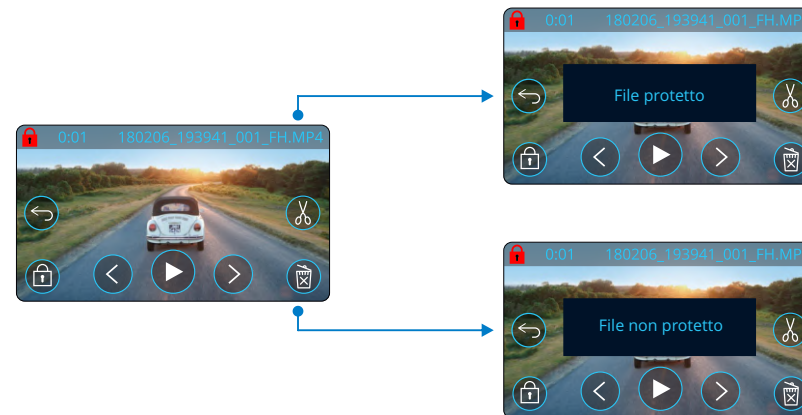 0:01 180206_193941_001_FH.MP
File protetto
0:01 180206_193941_001_FH.MP4
0:01 180206_193941_001_FH.MP
File non protetto